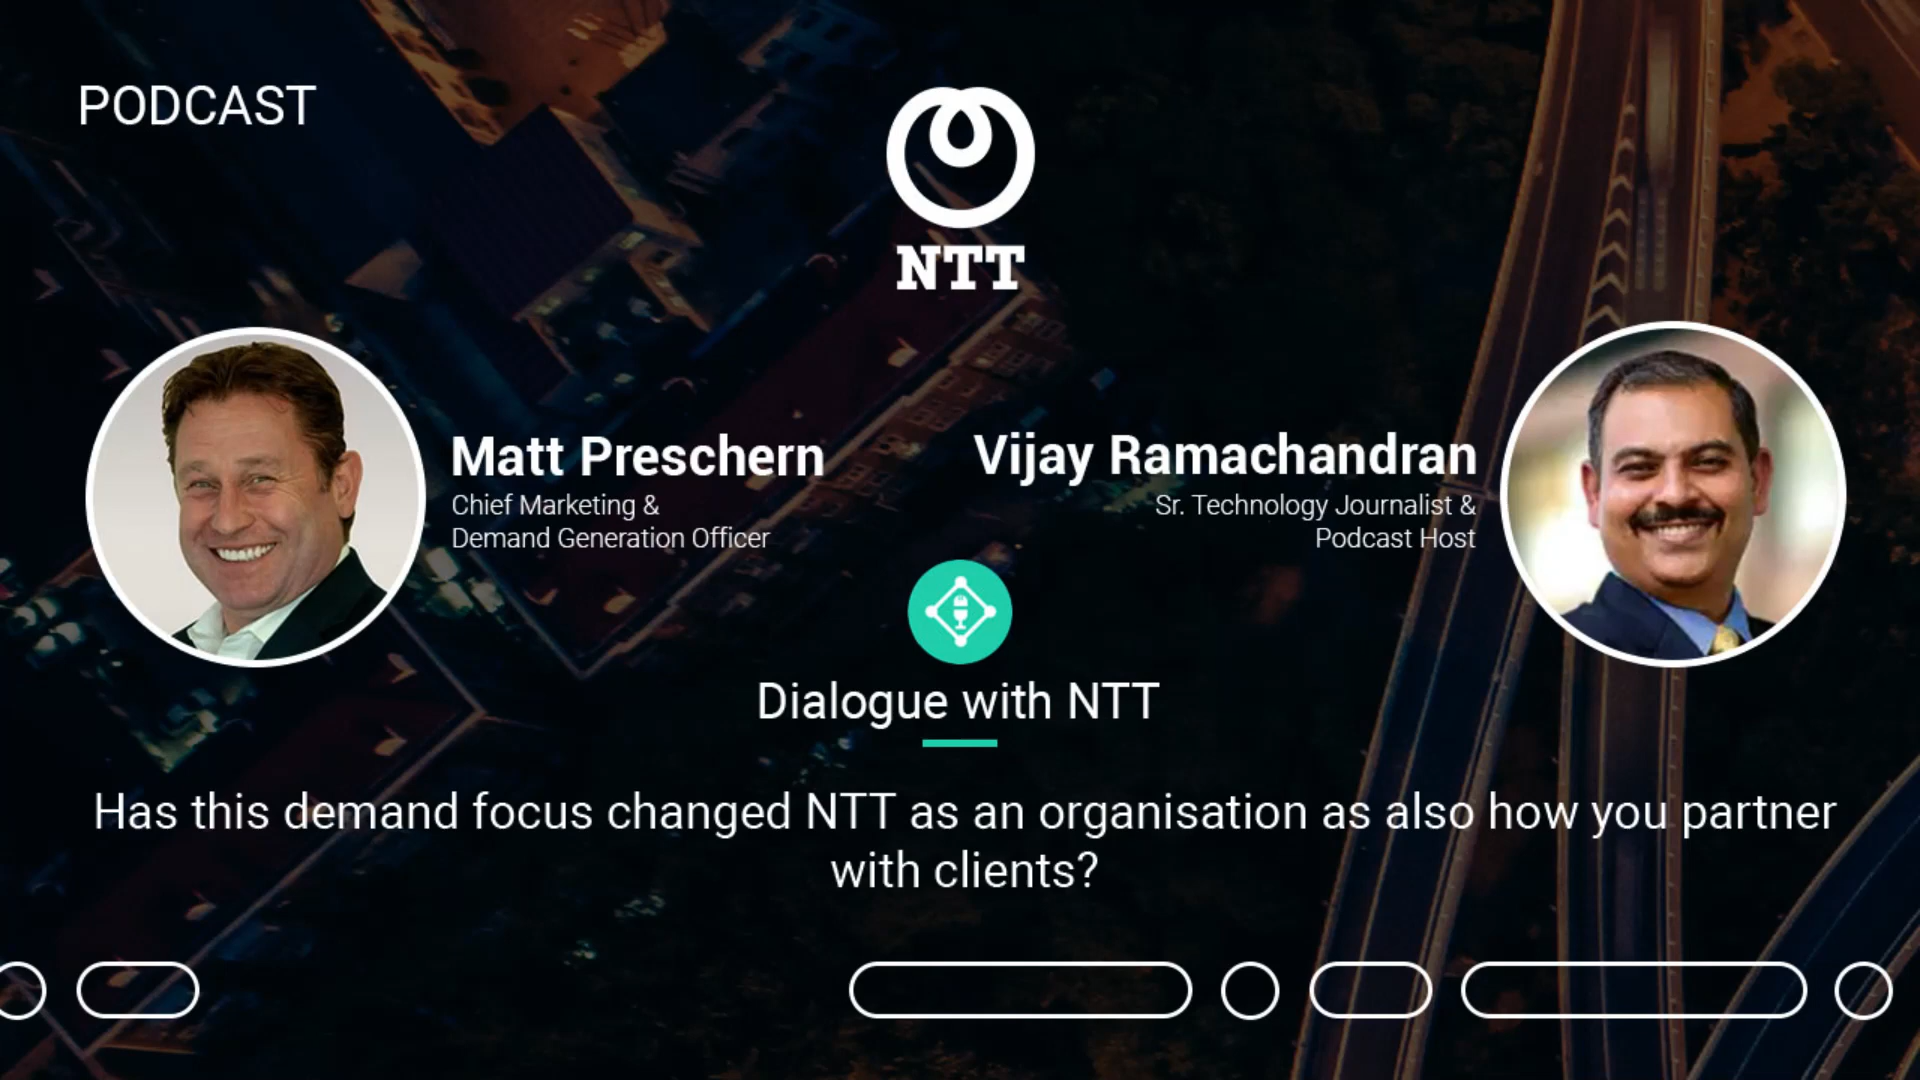 PODCAST
NTT
Matt Preschern
Chief Marketing &
Demand Generation Officer
Vijay Ramachandran
Sr. Technology Journalist &
Podcast Host
Dialogue with NTT
Has this demand focus changed NTT as an organisation as also how you partner
with clients?